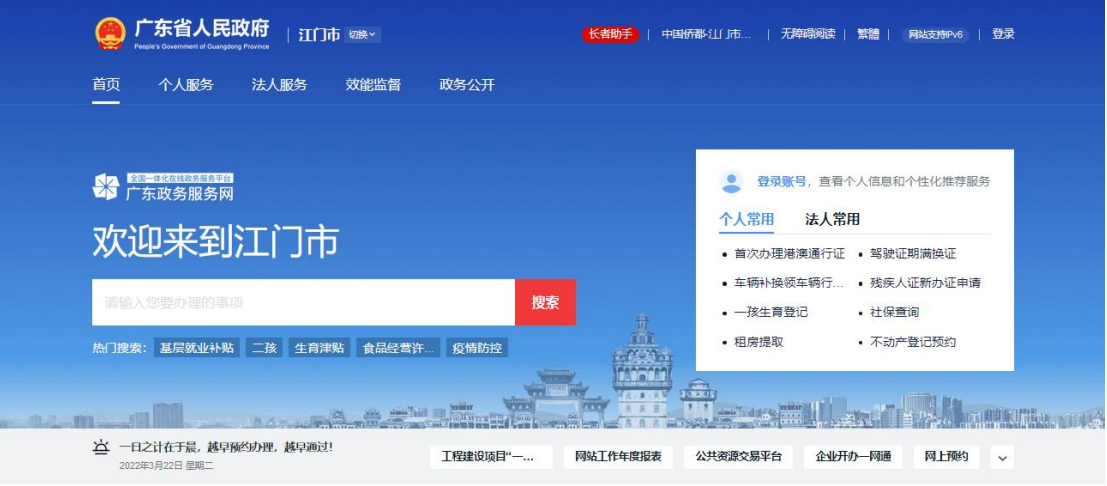 广东省人民政府
People's Government of Guangdong Province
江门市 切换
长者助手
中国侨都·江门市...
无障碍阅读
繁體
网站支持IPv6
登录
首页 个人服务 法人服务 效能监督 政务公开
全国一体化在线政务服务平台
广东政务服务网
欢迎来到江门市
请输入您要办理的事项 搜索
热门搜索: 基层就业补贴 二孩 生育津贴 食品经营许... 疫情防控
登录账号，查看个人信息和个性化推荐服务
个人常用 法人常用
首次办理港澳通行证
驾驶证期满换证
车辆补换领车辆行...
残疾人证新办证申请
一孩生育登记
社保查询
租房提取
不动产登记预约
一日之计在于晨，越早预约办理，越早通过！
2022年3月22日 星期二
工程建设项目“一...
网站工作年度报表
公共资源交易平台
企业开办一网通
网上预约